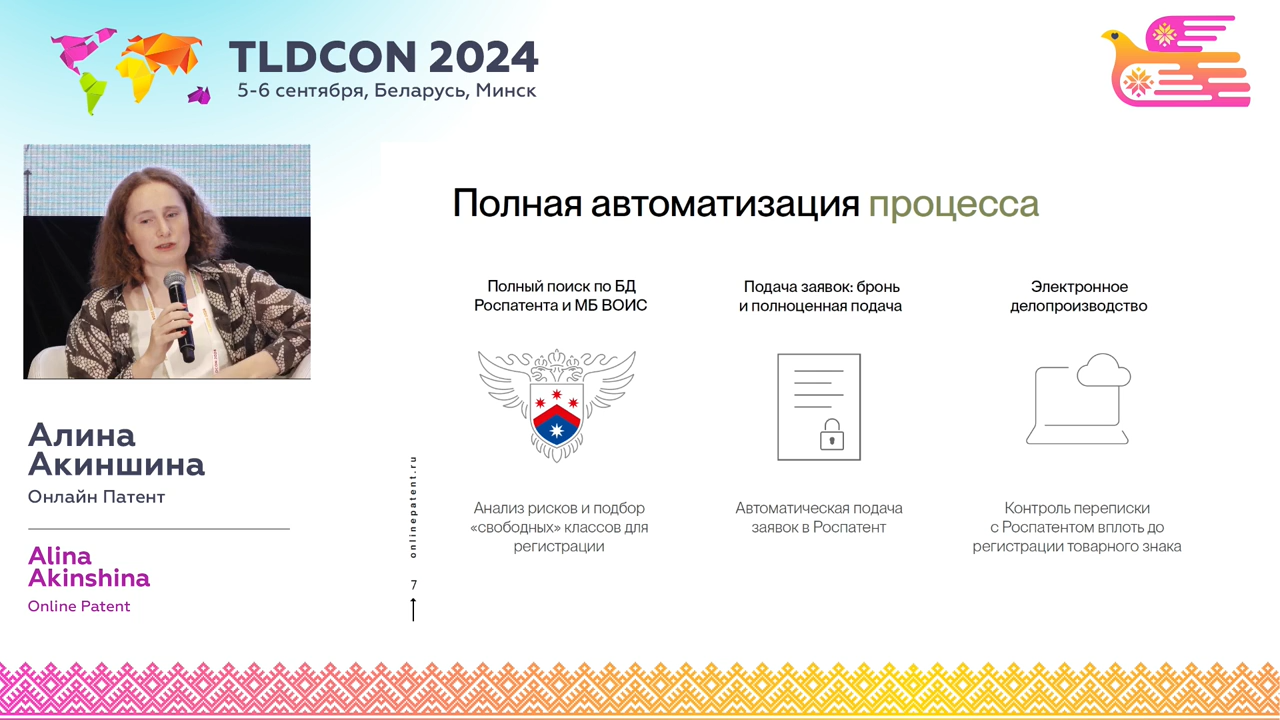 TLDCON 2024
5-6 сентября, Беларусь, Минск
Алина
Акиншина
Онлайн Патент
Alina
Akinshina
Online Patent
onlinepatent.ru
7
Полная автоматизация процесса
Полный поиск по БД
Роспатента и МБ ВОИС
Анализ рисков и подбор
«свободных» классов для
регистрации
Подача заявок: бронь
и полноценная подача
Автоматическая подача
заявок в Роспатент
Электронное
делопроизводство
Контроль переписки
с Роспатентом вплоть до
регистрации товарного знака